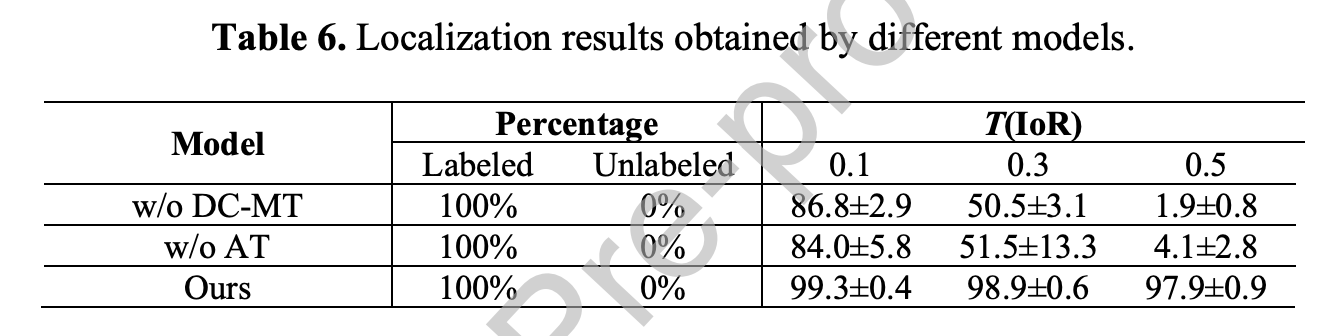 Table 6. Localization results obtained by different models.
Model Percentage T(IoR)
Labeled Unlabeled 0.1 0.3 0.5
w/o DC-MT 100% 0% 86.8±2.9 50.5±3.1 1.9±0.8
w/o AT 100% 0% 84.0±5.8 51.5±13.3 4.1±2.8
Ours 100% 0% 99.3±0.4 98.9±0.6 97.9±0.9
Pre-pro